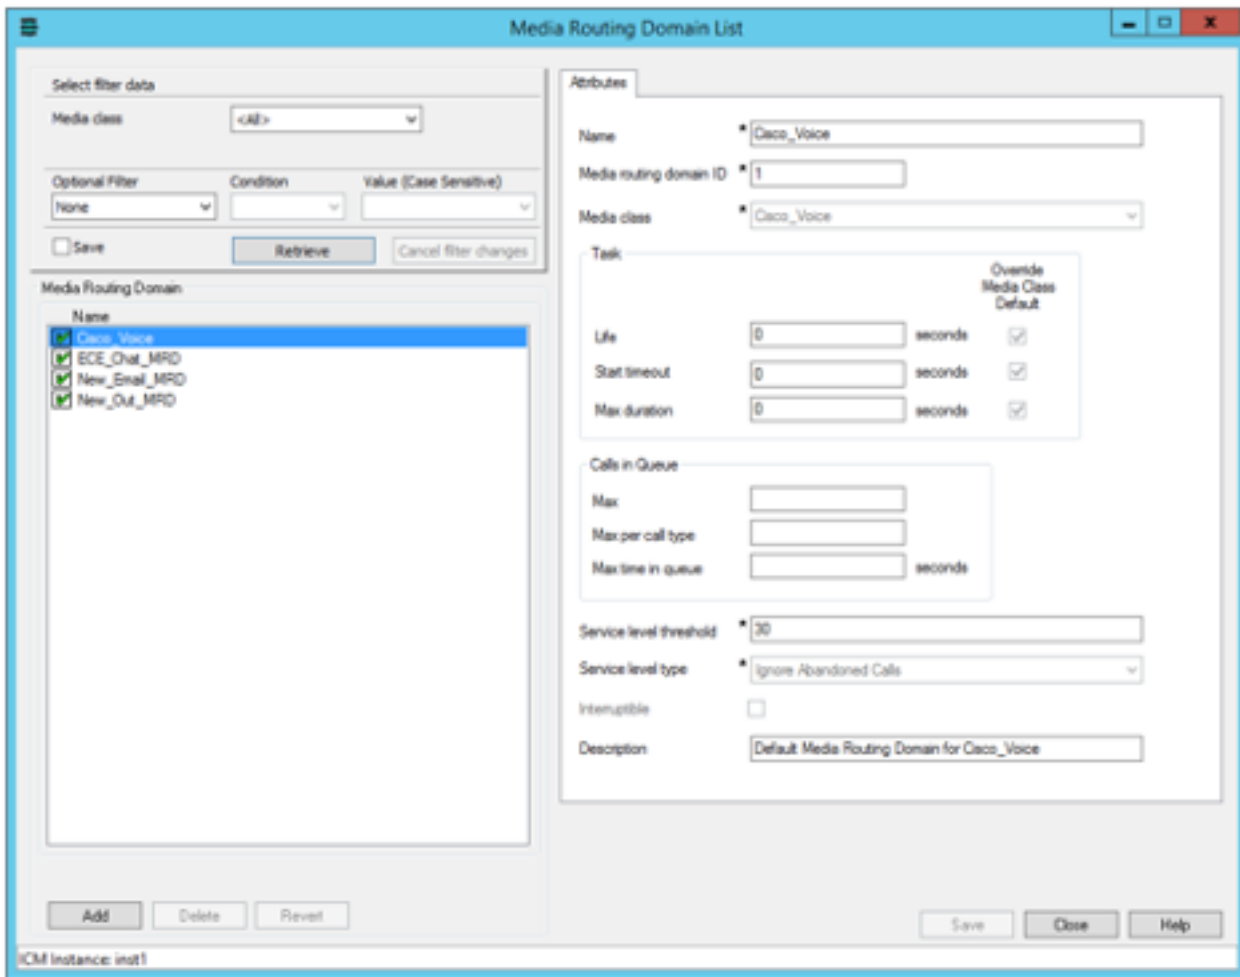 Media Routing Domain List
Select filter data
Media class <All>
Optional Filter Condition Value (Case Sensitive)
None
Save Retrieve Cancel filter changes
Media Routing Domain
Name
Cisco_Voice
ECE_Chat_MRD
New_Email_MRD
New_Out_MRD
Add Delete Revert
Attributes
Name * Cisco_Voice
Media routing domain ID * 1
Media class * Cisco_Voice
Task
Override
Media Class
Default
Life 0 seconds
Start timeout 0 seconds
Max duration 0 seconds
Calls in Queue
Max
Max per call type
Max time in queue seconds
Service level threshold * 30
Service level type * Ignore Abandoned Calls
Interruptible
Description Default Media Routing Domain for Cisco_Voice
Save Close Help
ICM Instance: inst1